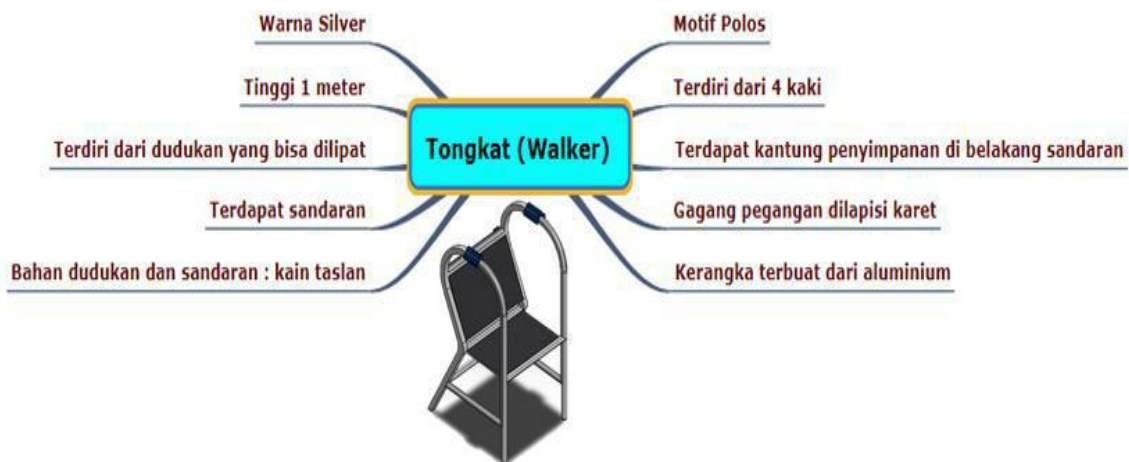 Warna Silver
Motif Polos
Tinggi 1 meter
Terdiri dari 4 kaki
Tongkat (Walker)
Terdiri dari dudukan yang bisa dilipat
Terdapat kantung penyimpanan di belakang sandaran
Terdapat sandaran
Gagang pegangan dilapisi karet
Bahan dudukan dan sandaran : kain taslan
Kerangka terbuat dari aluminium